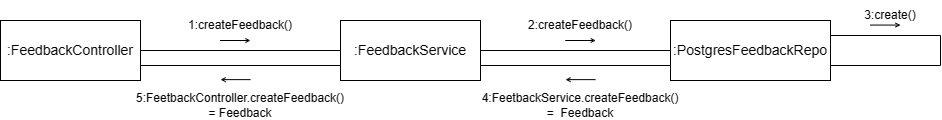 3:create()
1:createFeedback()
2:createFeedback()
:FeedbackController
:FeedbackService
:PostgresFeedbackRepo
5:FeetbackController.createFeedback()
= Feedback
4:FeetbackService.createFeedback()
= Feedback